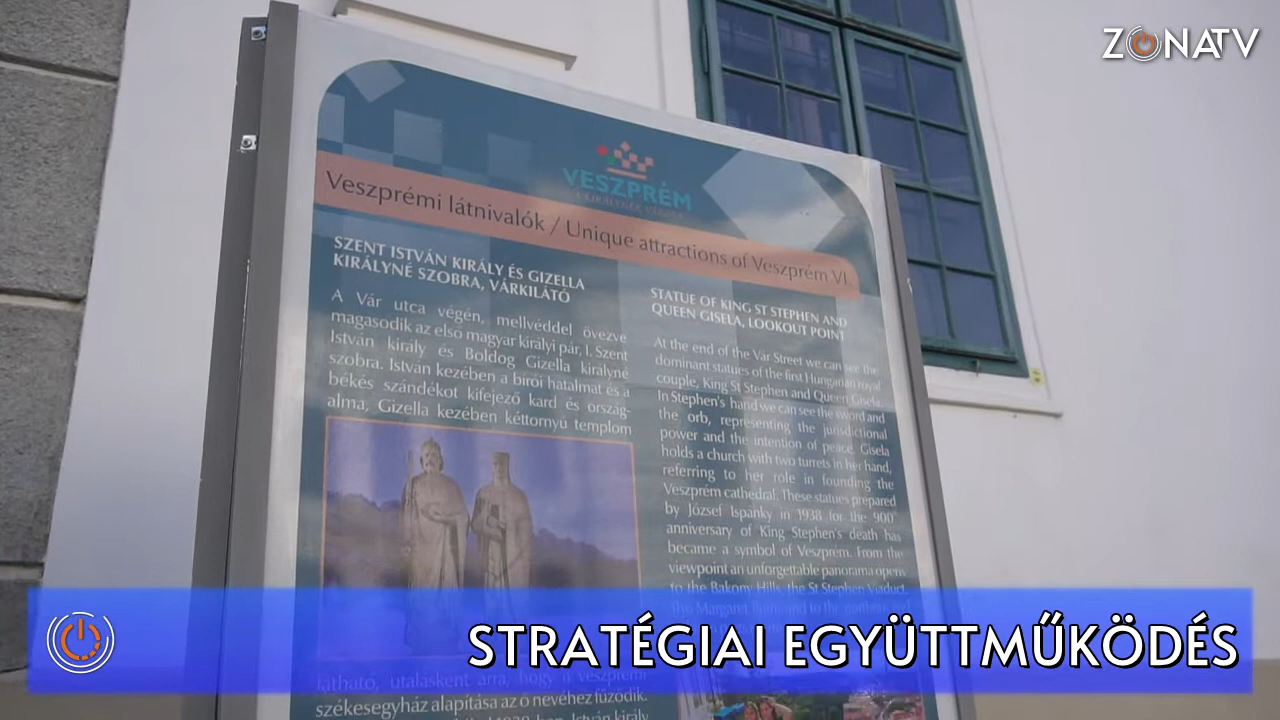 ZONATV
VESZPRÉM
A KIRÁLYNÉK VÁROSA
Veszprémi látnivalók / Unique attractions of Veszprém VI.
SZENT ISTVÁN KIRÁLY ÉS GIZELLA
KIRÁLYNÉ SZOBRA, VÁRKILÁTÓ
A Vár utca végén, mellvéddel övezve
magasodik az első magyar királyi pár, I. Szent
István király és Boldog Gizella királyné
szobra. István kezében a bírói hatalmat és a
békés szándékot kifejező kard és ország-
alma, Gizella kezében kéttornyú templom
látható, utalásként arra, hogy a veszprémi
székesegyház alapítása az ő nevéhez fűződik.
STATUE OF KING ST STEPHEN AND
QUEEN GISELA, LOOKOUT POINT
At the end of the Vár Street we can see the
dominant statues of the first Hungarian royal
couple, King St Stephen and Queen Gisela.
In Stephen's hand we can see the sword and
the orb, representing the jurisdictional
power and the intention of peace. Gisela
holds a church with two turrets in her hand,
referring to her role in founding the
Veszprém cathedral. These statues prepared
by József Ispánky in 1938 for the 900th
anniversary of King Stephen's death has
became a symbol of Veszprém. From the
viewpoint an unforgettable panorama opens
to the Bakony Hills, the St Stephen Viaduct,
STRATÉGIAI EGYÜTTMŰKÖDÉS